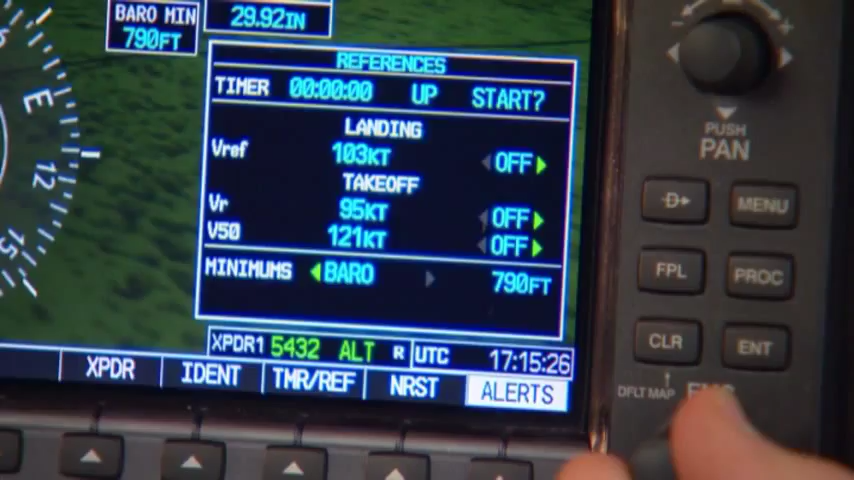 BARO MIN
790FT
29.92IN
REFERENCES
TIMER 00:00:00 UP START?
LANDING
Vref 103KT OFF
TAKEOFF
Vr 95KT OFF
V50 121KT OFF
MINIMUMS BARO 790FT
XPDR1 5432 ALT R UTC 17:15:26
XPDR IDENT TMR/REF NRST ALERTS
E
12
15
PUSH
PAN
D
MENU
FPL
PROC
CLR
ENT
DFLT MAP